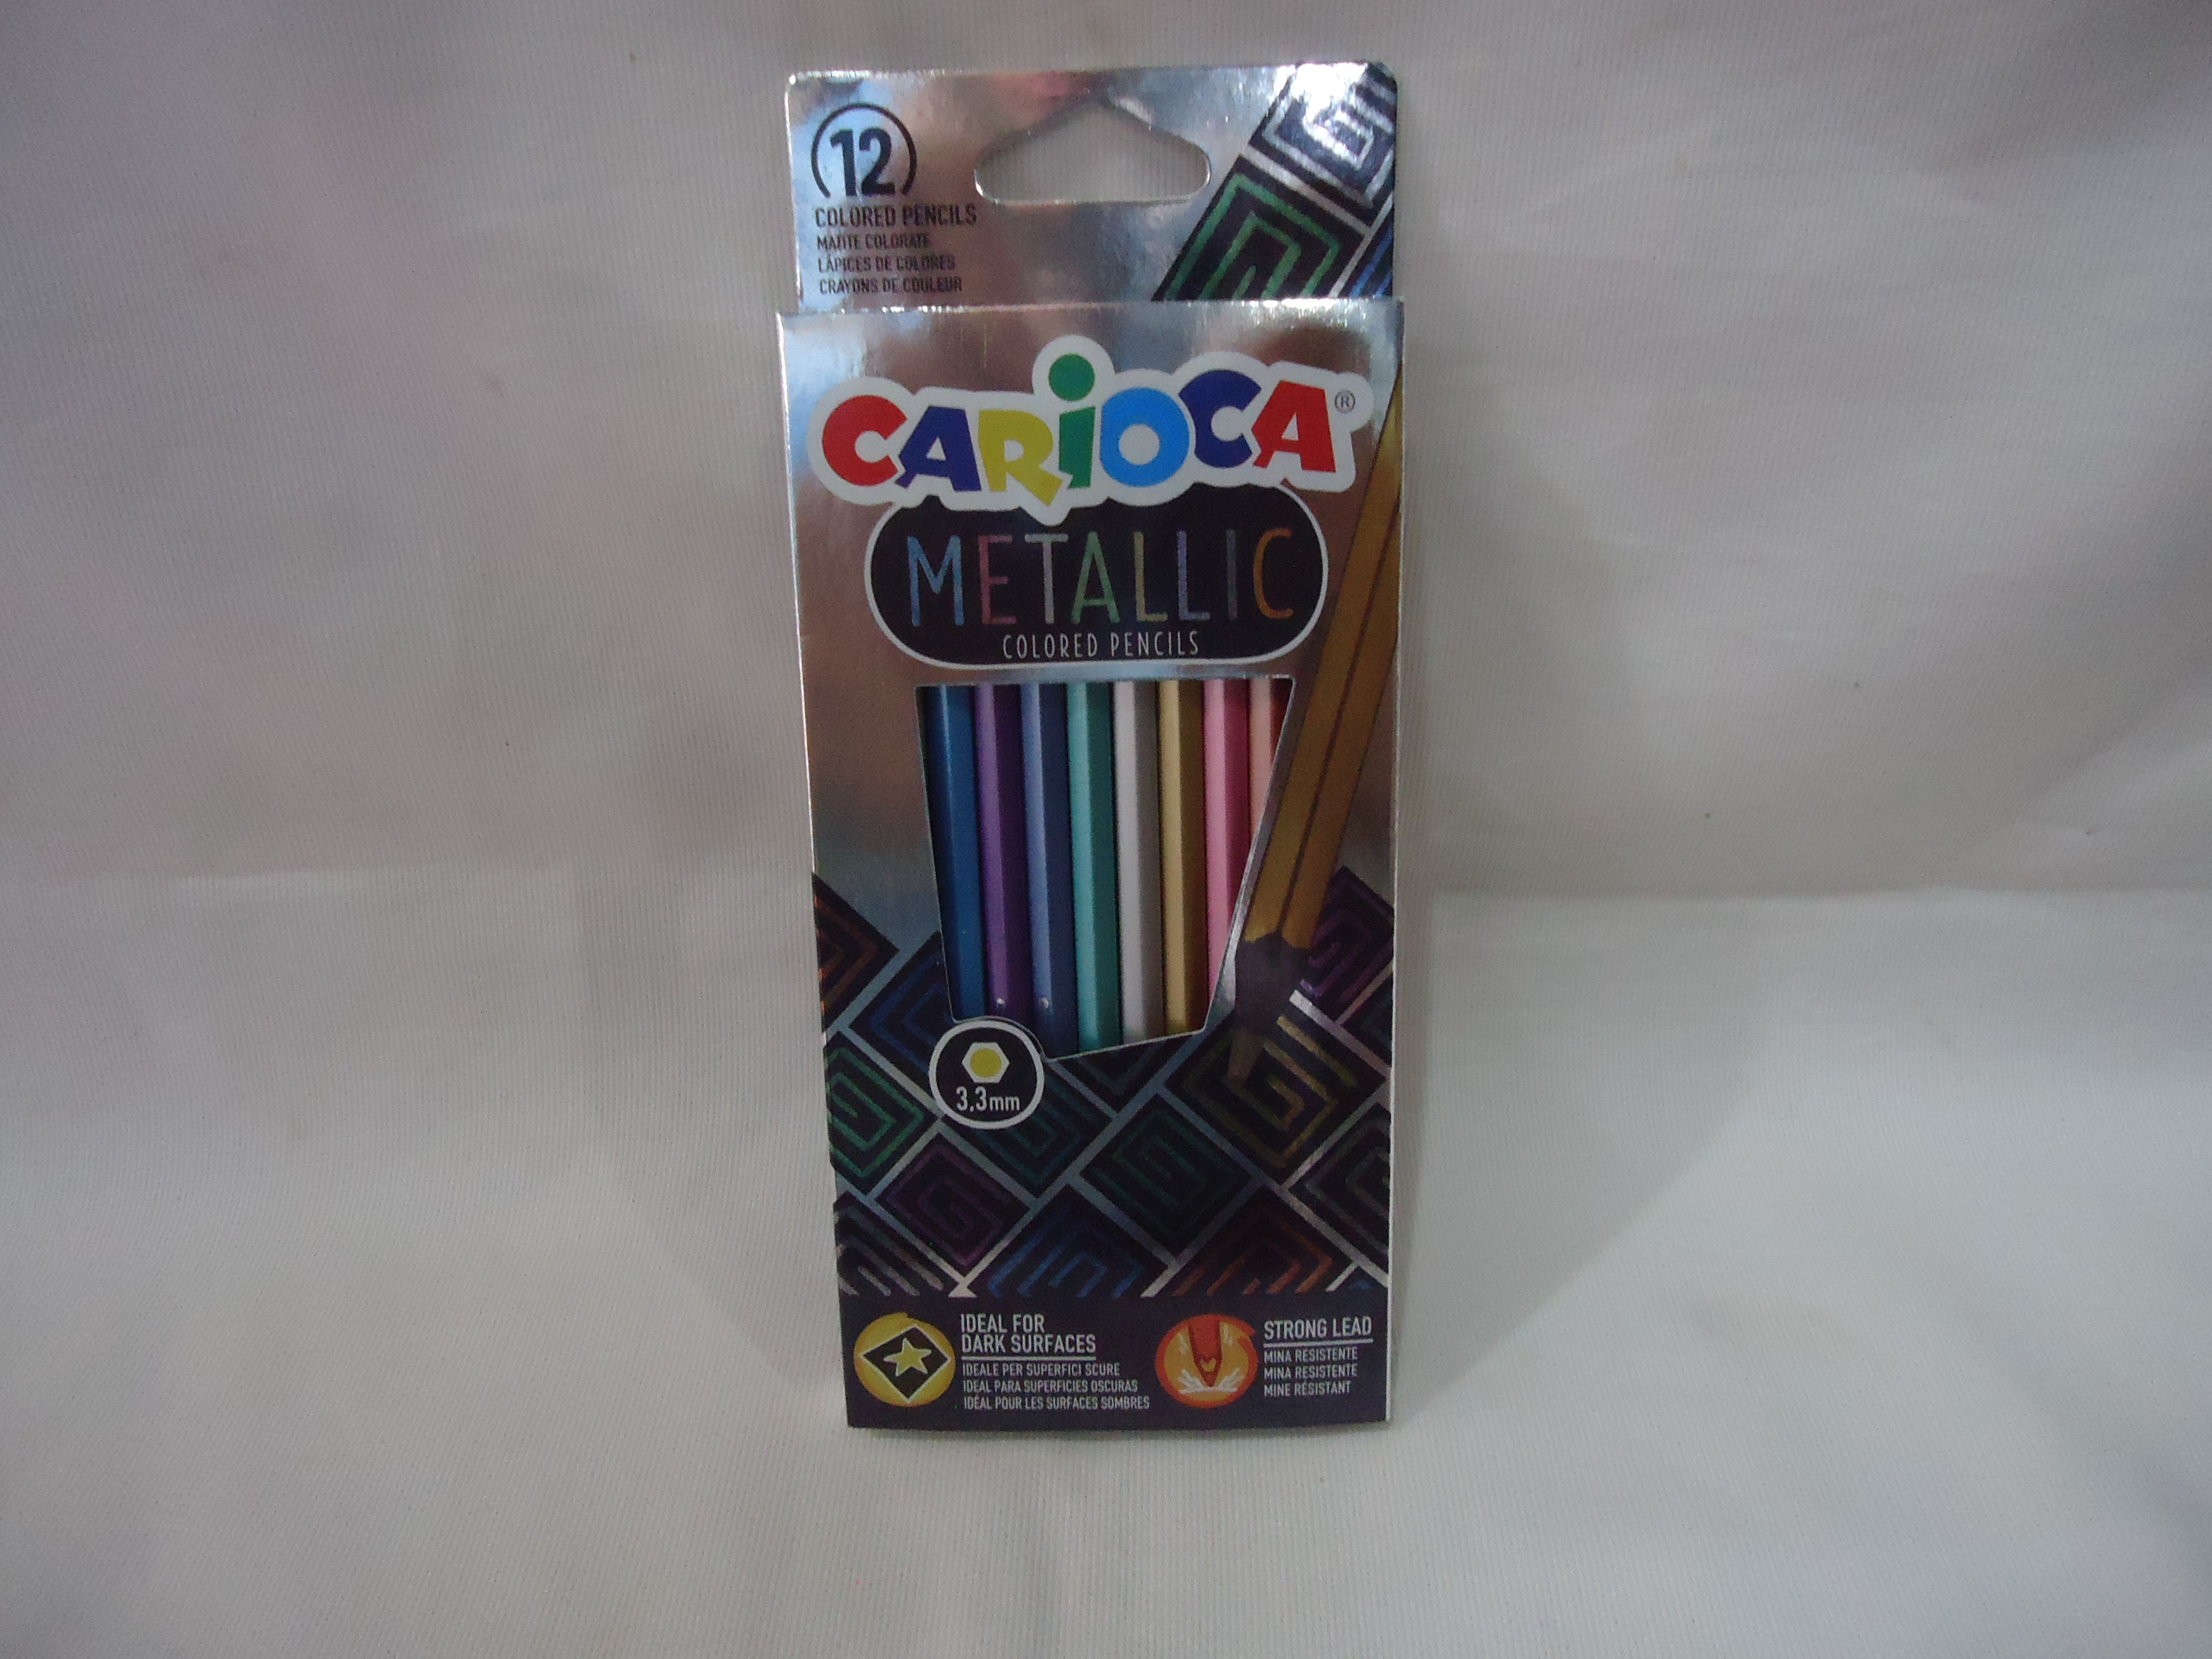 12
COLORED PENCILS
MATITE COLORATE
LÁPICES DE COLORES
CRAYONS DE COULEUR
CARiOCA®
METALLIC
COLORED PENCILS
3.3mm
IDEAL FOR
DARK SURFACES
IDEALE PER SUPERFICI SCURE
IDEAL PARA SUPERFICIES OSCURAS
IDÉAL POUR LES SURFACES SOMBRES
STRONG LEAD
MINA RESISTENTE
MINA RESISTENTE
MINE RÉSISTANT